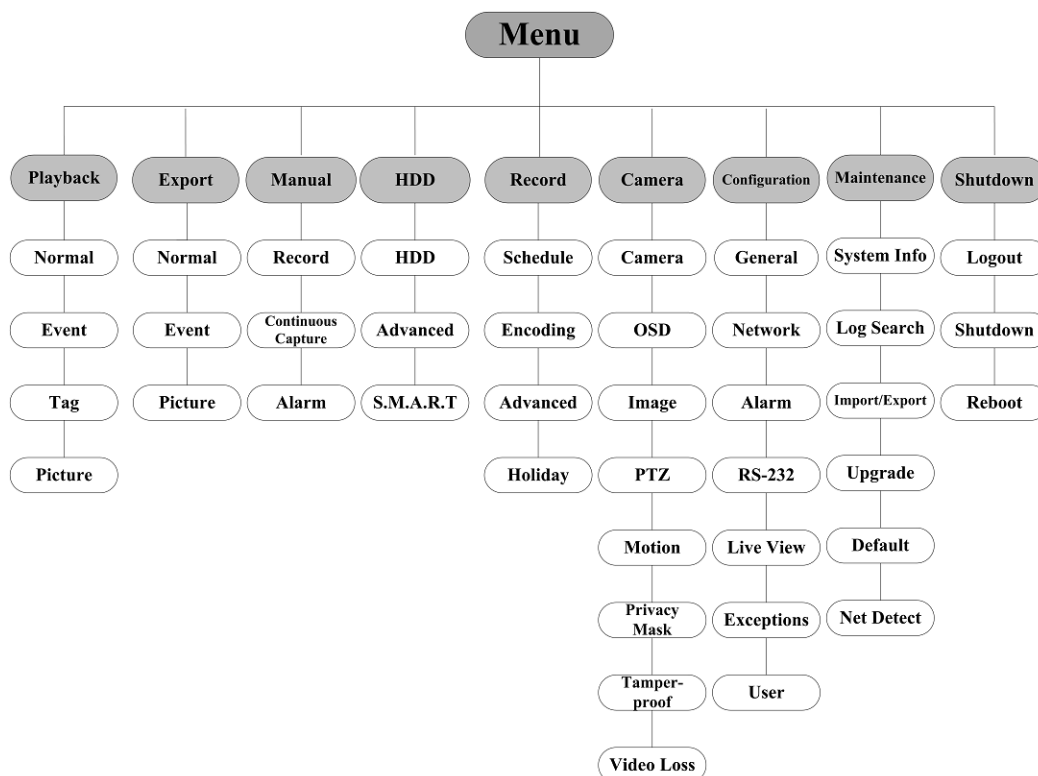 Menu
Playback
Export
Manual
HDD
Record
Camera
Configuration
Maintenance
Shutdown
Normal
Normal
Record
HDD
Schedule
Camera
General
System Info
Logout
Event
Event
Continuous
Capture
Advanced
Encoding
OSD
Network
Log Search
Shutdown
Tag
Picture
Alarm
S.M.A.R.T
Advanced
Image
Alarm
Import/Export
Reboot
Picture
Holiday
PTZ
RS-232
Upgrade
Motion
Live View
Default
Privacy
Mask
Exceptions
Net Detect
Tamper-
proof
User
Video Loss